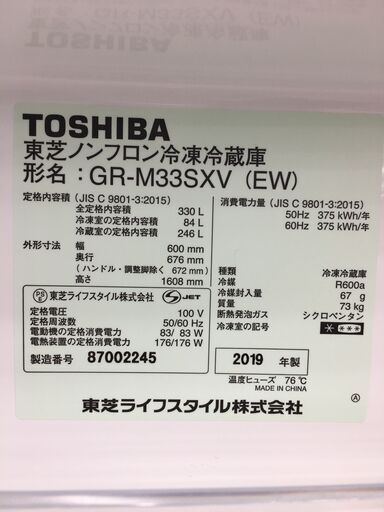 TOSHIBA
東芝ノンフロン冷凍冷蔵庫
形名：GR-M33SXV（EW）
定格内容積（JIS C 9801-3:2015）
全定格内容積 330 L
冷凍室の定格内容積 84 L
冷蔵室の定格内容積 246 L
外形寸法 幅 600 mm
奥行 676 mm
（ハンドル・調整脚除く 672 mm）
高さ 1608 mm
消費電力量（JIS C 9801-3:2015）
50Hz 375 kWh/年
60Hz 375 kWh/年
東芝ライフスタイル株式会社 JET
定格電圧 100 V
定格周波数 50/60 Hz
電動機の定格消費電力 83/ 83 W
電熱装置の定格消費電力 176/176 W
種類 冷凍冷蔵庫
冷媒 R600a
冷媒封入量 67 g
質量 73 kg
断熱発泡ガス シクロペンタン
冷凍室の記号
製造番号 87002245
2019 年製
温度ヒューズ 76℃
MADE IN CHINA
東芝ライフスタイル株式会社
Ⓐ